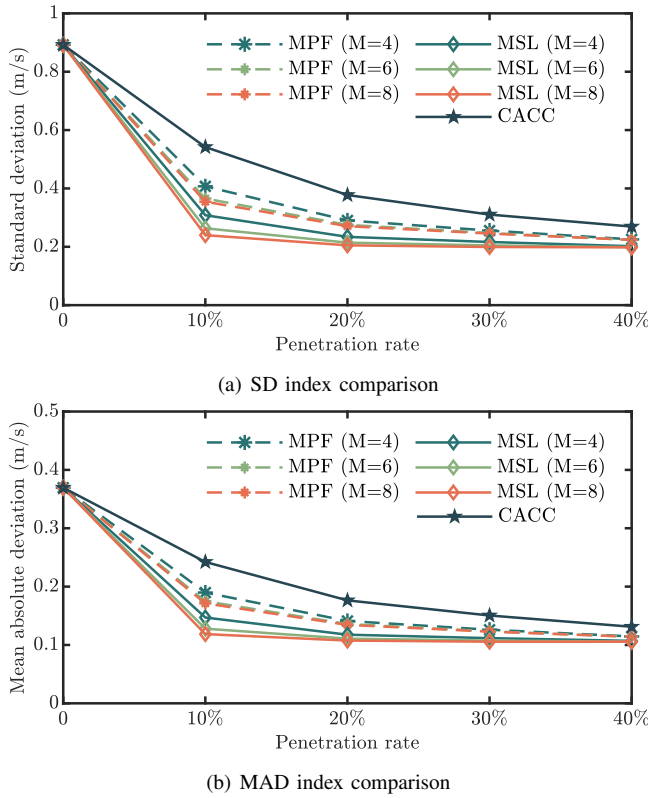 1
0.8
0.6
0.4
0.2
0
Standard deviation (m/s)
MPF (M=4)
MPF (M=6)
MPF (M=8)
MSL (M=4)
MSL (M=6)
MSL (M=8)
CACC
0 10% 20% 30% 40%
Penetration rate
(a) SD index comparison
0.5
0.4
0.3
0.2
0.1
0
Mean absolute deviation (m/s)
MPF (M=4)
MPF (M=6)
MPF (M=8)
MSL (M=4)
MSL (M=6)
MSL (M=8)
CACC
0 10% 20% 30% 40%
Penetration rate
(b) MAD index comparison